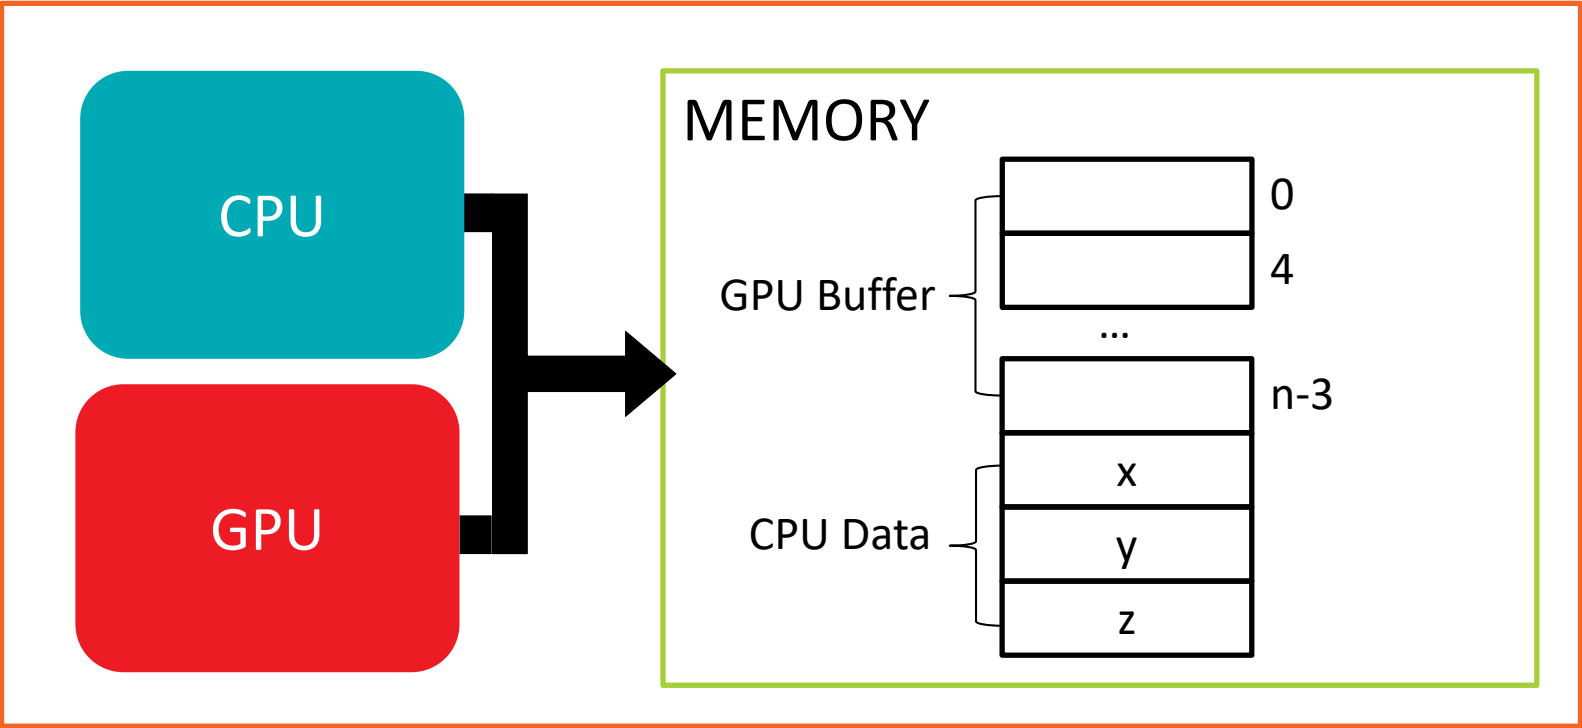 CPU
GPU
MEMORY
GPU Buffer
0
4
...
n-3
CPU Data
x
y
z